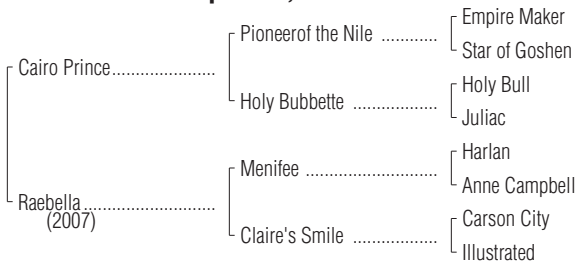 Empire Maker
Pioneerof the Nile ............
Star of Goshen
Cairo Prince......................
Holy Bull
Holy Bubbette ..................
Juliac
Harlan
Menifee ............................
Anne Campbell
Raebella............................
(2007)
Carson City
Claire's Smile ..................
Illustrated